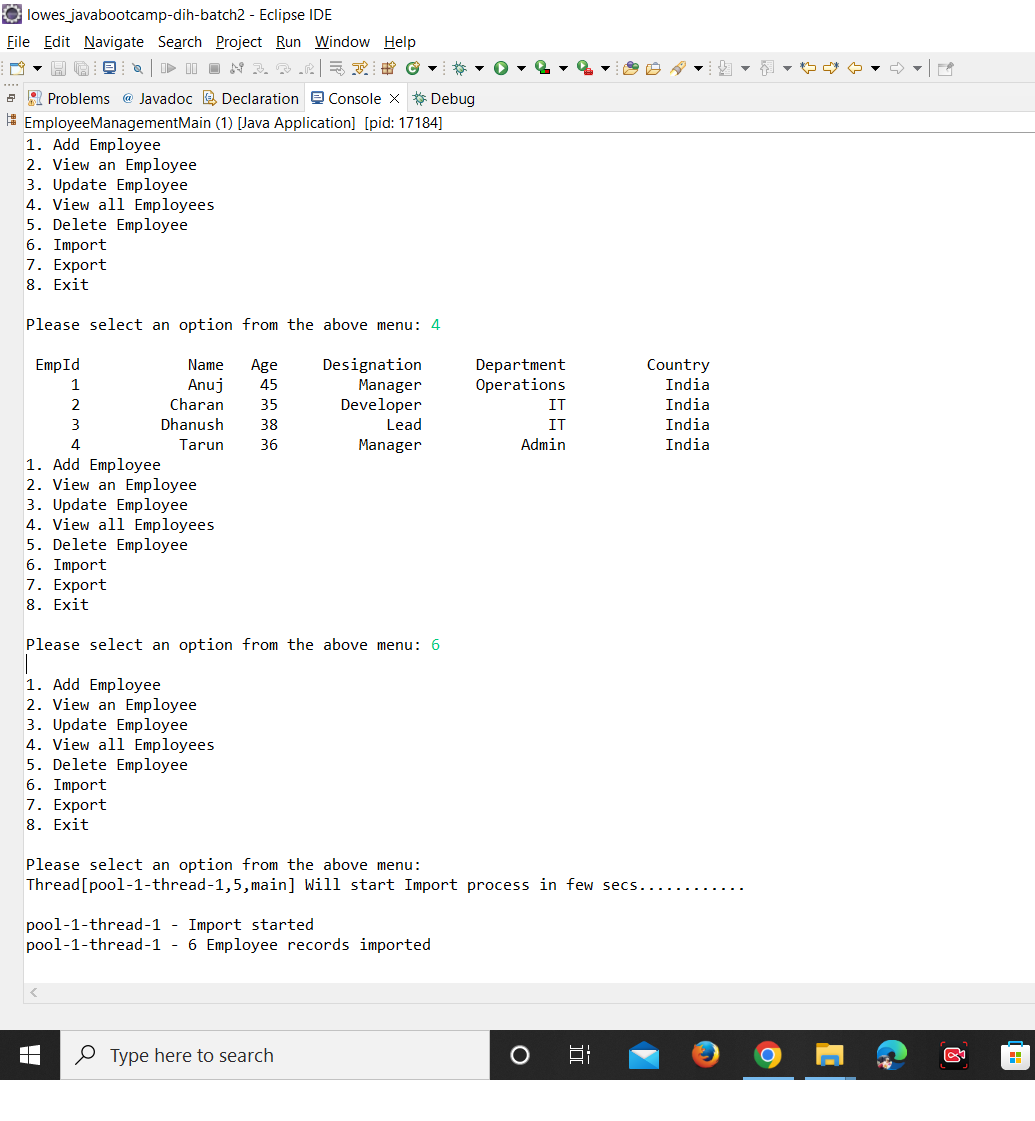 lowes_javabootcamp-dih-batch2 - Eclipse IDE
File Edit Navigate Search Project Run Window Help
Problems @ Javadoc Declaration Console Debug
EmployeeManagementMain (1) [Java Application] [pid: 17184]
1. Add Employee
2. View an Employee
3. Update Employee
4. View all Employees
5. Delete Employee
6. Import
7. Export
8. Exit
Please select an option from the above menu: 4
EmpId Name Age Designation Department Country
1 Anuj 45 Manager Operations India
2 Charan 35 Developer IT India
3 Dhanush 38 Lead IT India
4 Tarun 36 Manager Admin India
1. Add Employee
2. View an Employee
3. Update Employee
4. View all Employees
5. Delete Employee
6. Import
7. Export
8. Exit
Please select an option from the above menu: 6
1. Add Employee
2. View an Employee
3. Update Employee
4. View all Employees
5. Delete Employee
6. Import
7. Export
8. Exit
Please select an option from the above menu:
Thread[pool-1-thread-1,5,main] Will start Import process in few secs............
pool-1-thread-1 - Import started
pool-1-thread-1 - 6 Employee records imported
Type here to search